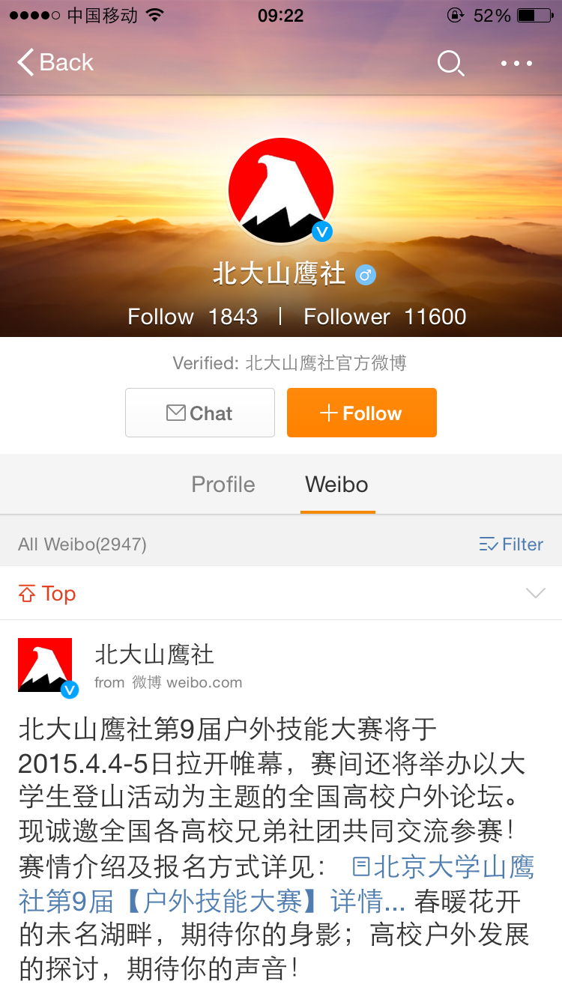 中国移动 09:22 52%
Back
北大山鹰社
Follow 1843 | Follower 11600
Verified: 北大山鹰社官方微博
Chat Follow
Profile Weibo
All Weibo(2947) Filter
Top
北大山鹰社
from 微博 weibo.com
北大山鹰社第9届户外技能大赛将于
2015.4.4-5日拉开帷幕，赛间还将举办以大
学生登山活动为主题的全国高校户外论坛。
现诚邀全国各高校兄弟社团共同交流参赛！
赛情介绍及报名方式详见： 北京大学山鹰
社第9届【户外技能大赛】详情... 春暖花开
的未名湖畔，期待你的身影；高校户外发展
的探讨，期待你的声音！